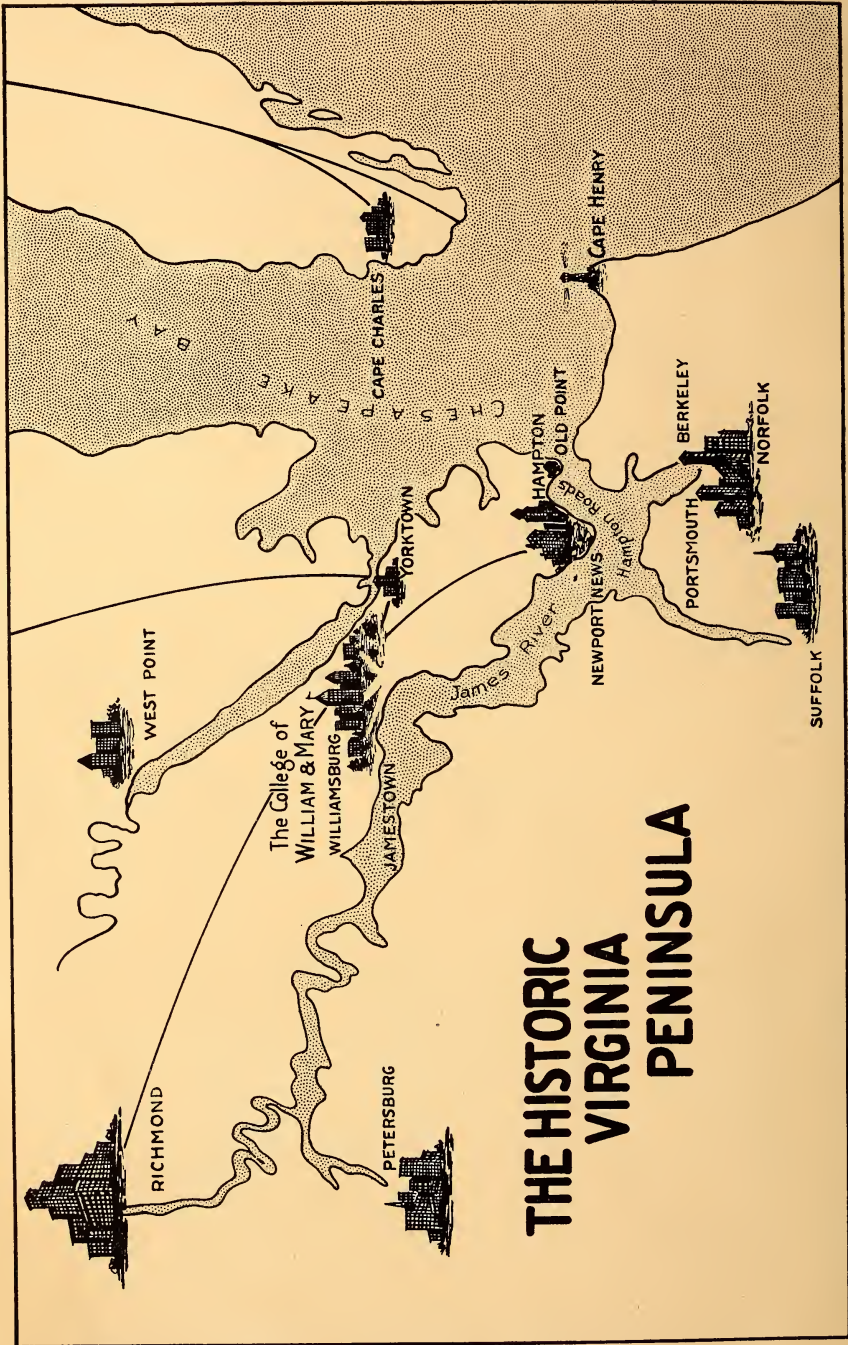 RICHMOND
WEST POINT
The College of
WILLIAM & MARY
WILLIAMSBURG
YORKTOWN
CHESAPEAKE
BAY
CAPE CHARLES
PETERSBURG
JAMESTOWN
James River
HAMPTON
OLD POINT
CAPE HENRY
NEWPORT NEWS
Hampton Roads
PORTSMOUTH
BERKELEY
NORFOLK
SUFFOLK
THE HISTORIC
VIRGINIA
PENINSULA